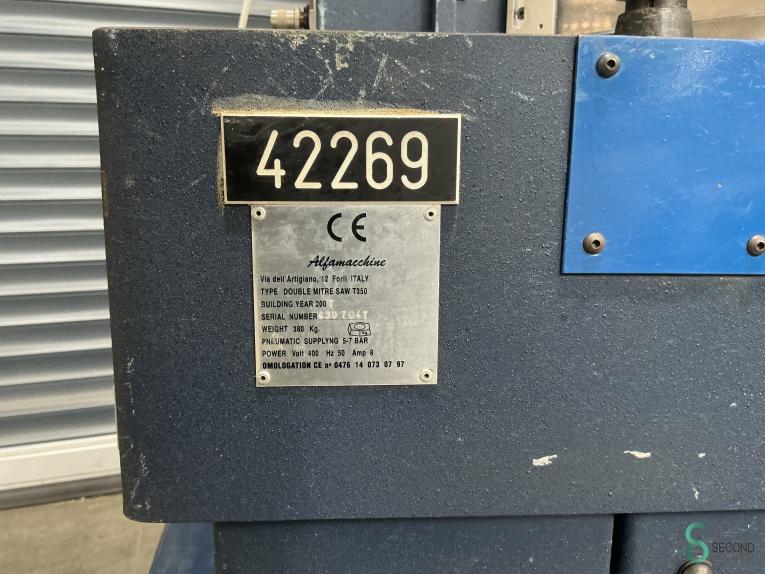 42269
CE
Alfamacchine
Via dell'Artigiano, 12 Forlì ITALY
TYPE DOUBLE MITRE SAW T350
BUILDING YEAR 200
SERIAL NUMBER
WEIGHT 380 Kg.
PNEUMATIC SUPPLYNG 5-7 BAR
POWER Volt 400 Hz 50 Amp 8
OMOLOGATION CE n° 0476 14 073 07 97
SECOND